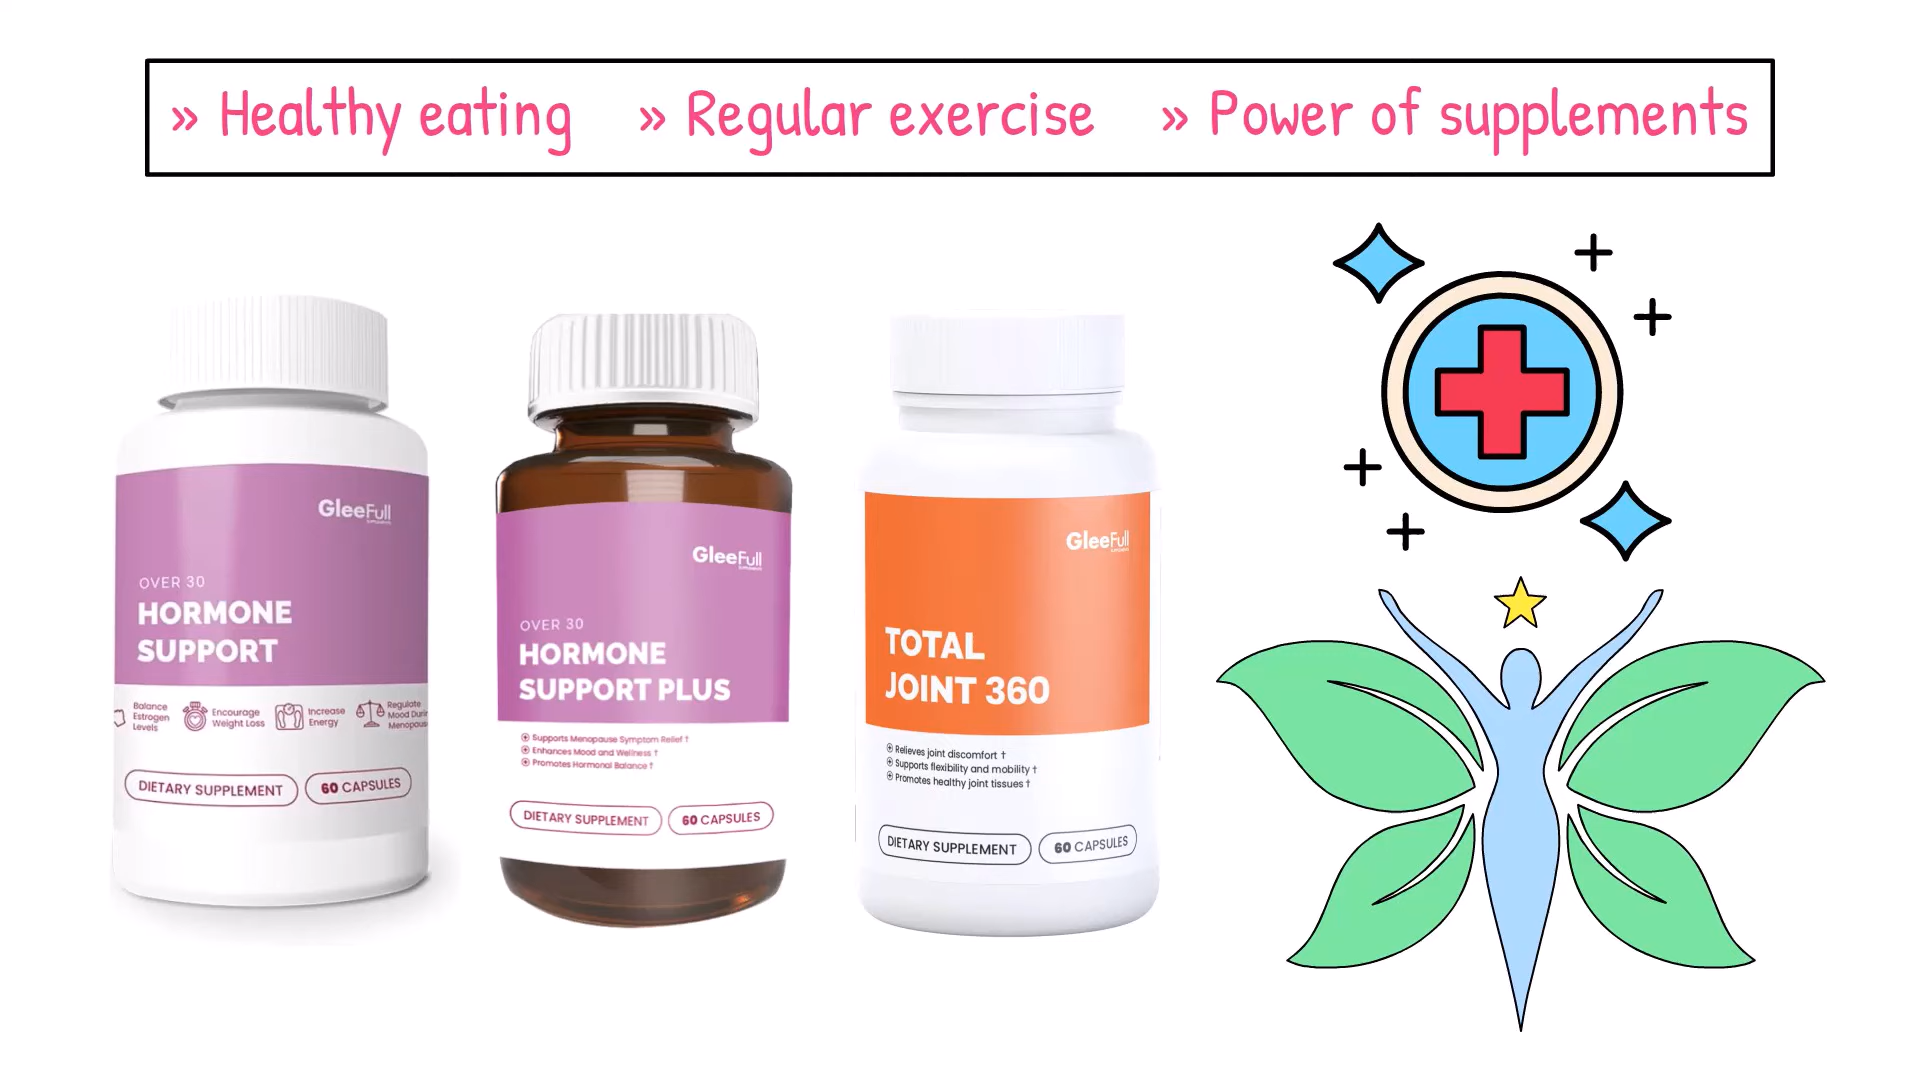 » Healthy eating » Regular exercise » Power of supplements
GleeFull
OVER 30
HORMONE
SUPPORT
Balance
Estrogen
Levels
Encourage
Weight Loss
Increase
Energy
Regulate
Mood
DIETARY SUPPLEMENT
60 CAPSULES
GleeFull
OVER 30
HORMONE
SUPPORT PLUS
Supports Menopause Symptom Relief †
Enhances Mood and Wellness †
Promotes Hormonal Balance †
DIETARY SUPPLEMENT
60 CAPSULES
GleeFull
TOTAL
JOINT 360
Relieves joint discomfort †
Supports flexibility and mobility †
Promotes healthy joint tissues †
DIETARY SUPPLEMENT
60 CAPSULES